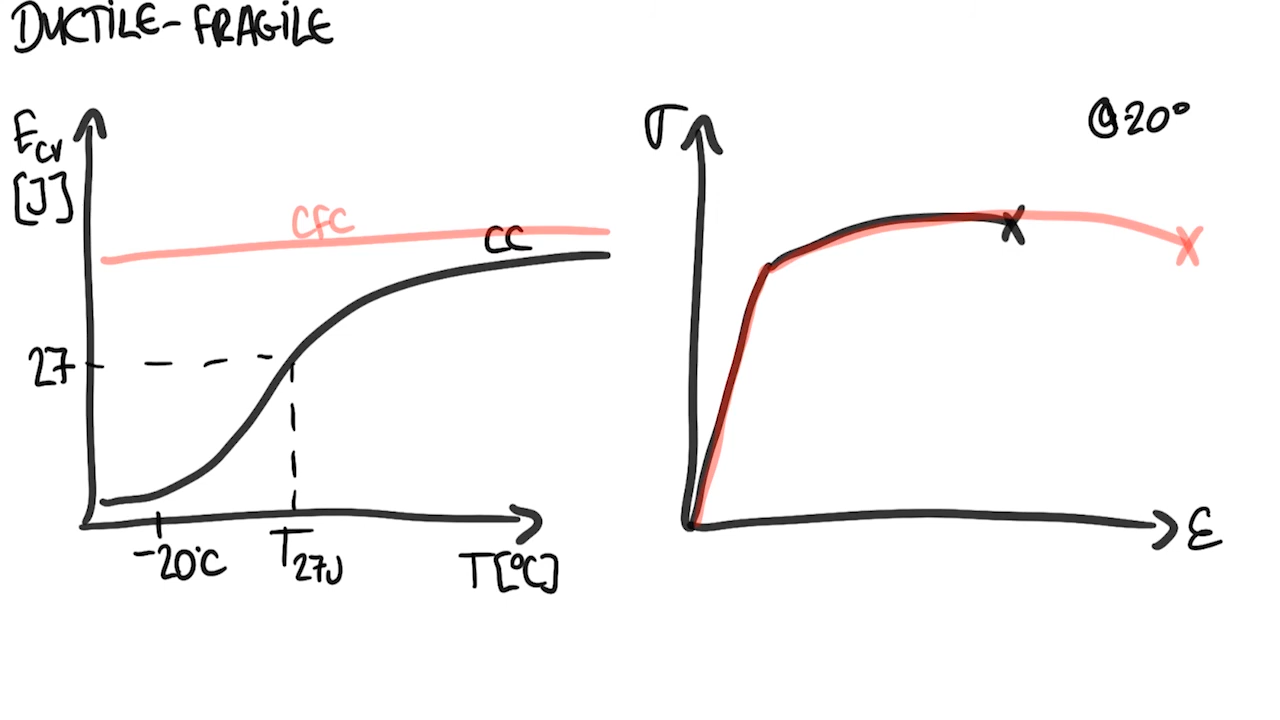 DUCTILE-FRAGILE
Ecv
[J]
CFC
CC
27
-20°C
T27J
T[°C]
σ
@20°
ε